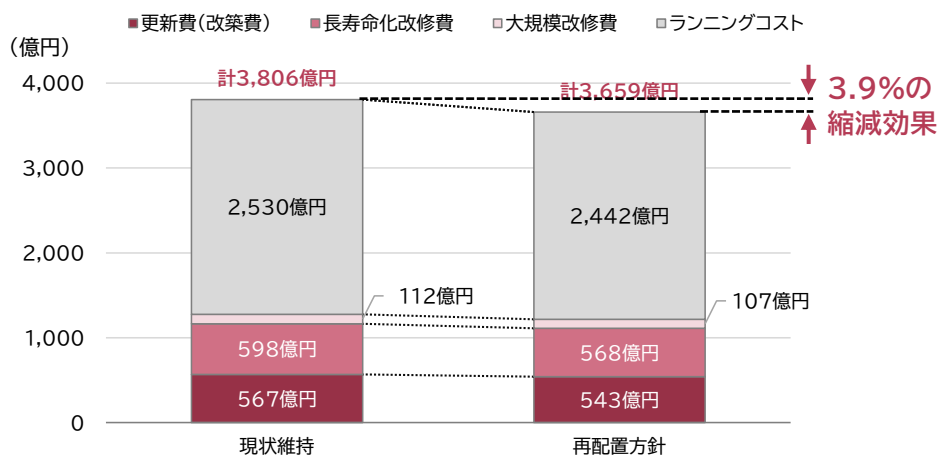 ■更新費（改築費） ■長寿命化改修費 ■大規模改修費 ■ランニングコスト
（億円）
4,000
3,000
2,000
1,000
0
計3,806億円
計3,659億円
3.9%の
縮減効果
2,530億円
2,442億円
112億円
107億円
598億円
568億円
567億円
543億円
現状維持
再配置方針